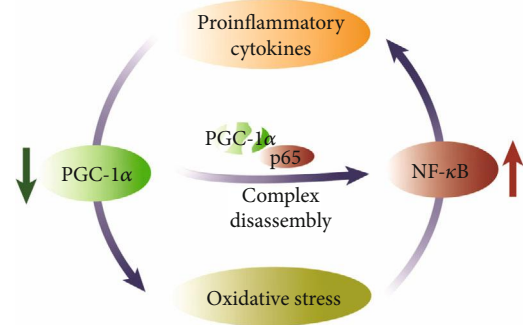 Proinflammatory
cytokines
PGC-1α
p65
PGC-1α
NF-κB
Complex
disassembly
Oxidative stress